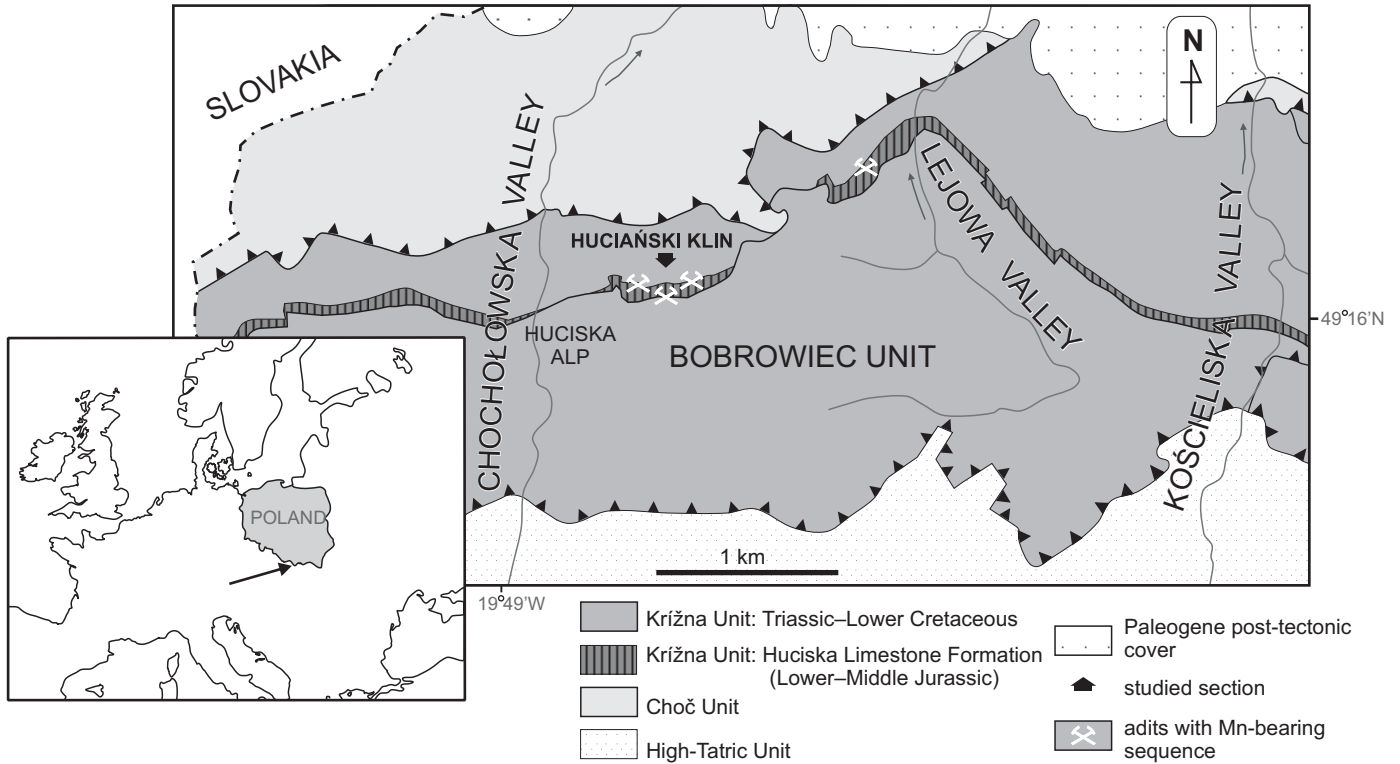 SLOVAKIA
N
CHOCHOŁOWSKA VALLEY
HUCIAŃSKI KLIN
LEJOWA VALLEY
KOŚCIELISKA VALLEY
HUCISKA
ALP
BOBROWIEC UNIT
49°16'N
POLAND
1 km
19°49'W
Krížna Unit: Triassic–Lower Cretaceous
Krížna Unit: Huciska Limestone Formation
(Lower–Middle Jurassic)
Choč Unit
High-Tatric Unit
Paleogene post-tectonic
cover
studied section
adits with Mn-bearing
sequence